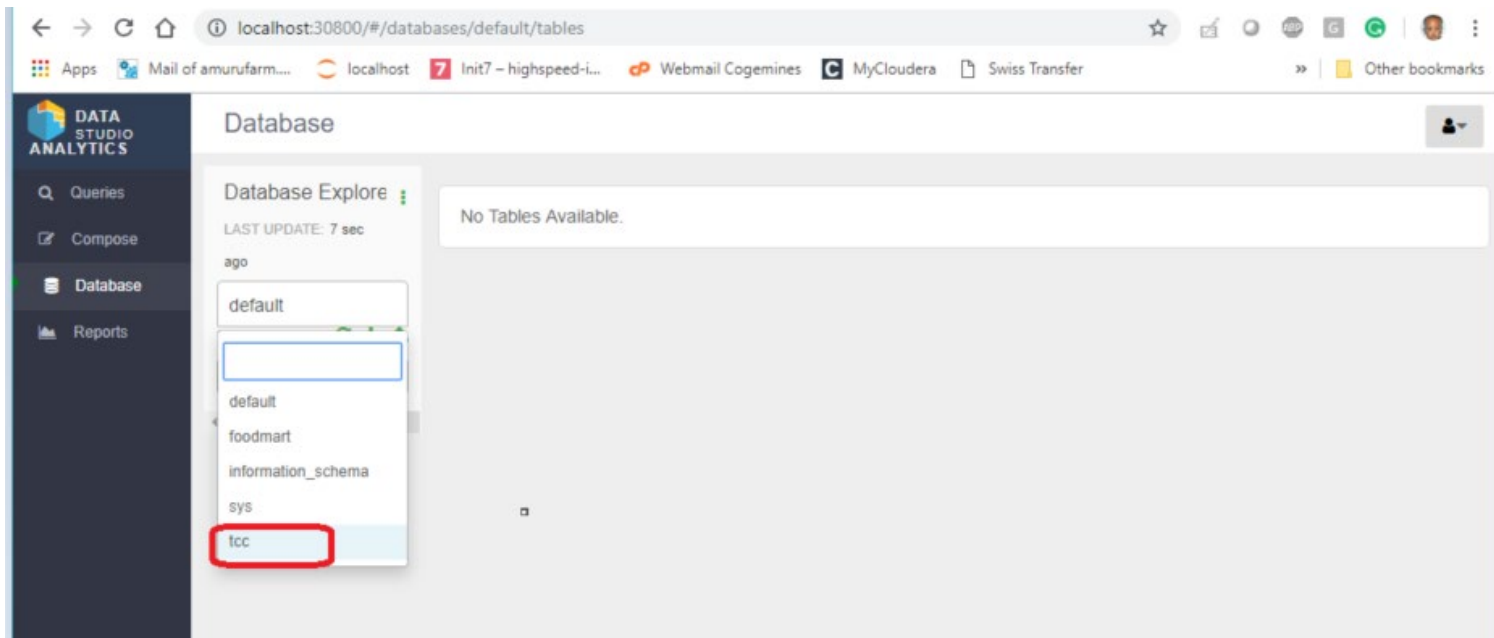 localhost:30800/#/databases/default/tables
Apps Mail of amurufarm.... localhost Init7 – highspeed-i... Webmail Cogemines MyCloudera Swiss Transfer » Other bookmarks
DATA
STUDIO
ANALYTICS
Database
Queries
Compose
Database
Reports
Database Explore
LAST UPDATE: 7 sec
ago
default
default
foodmart
information_schema
sys
tcc
No Tables Available.